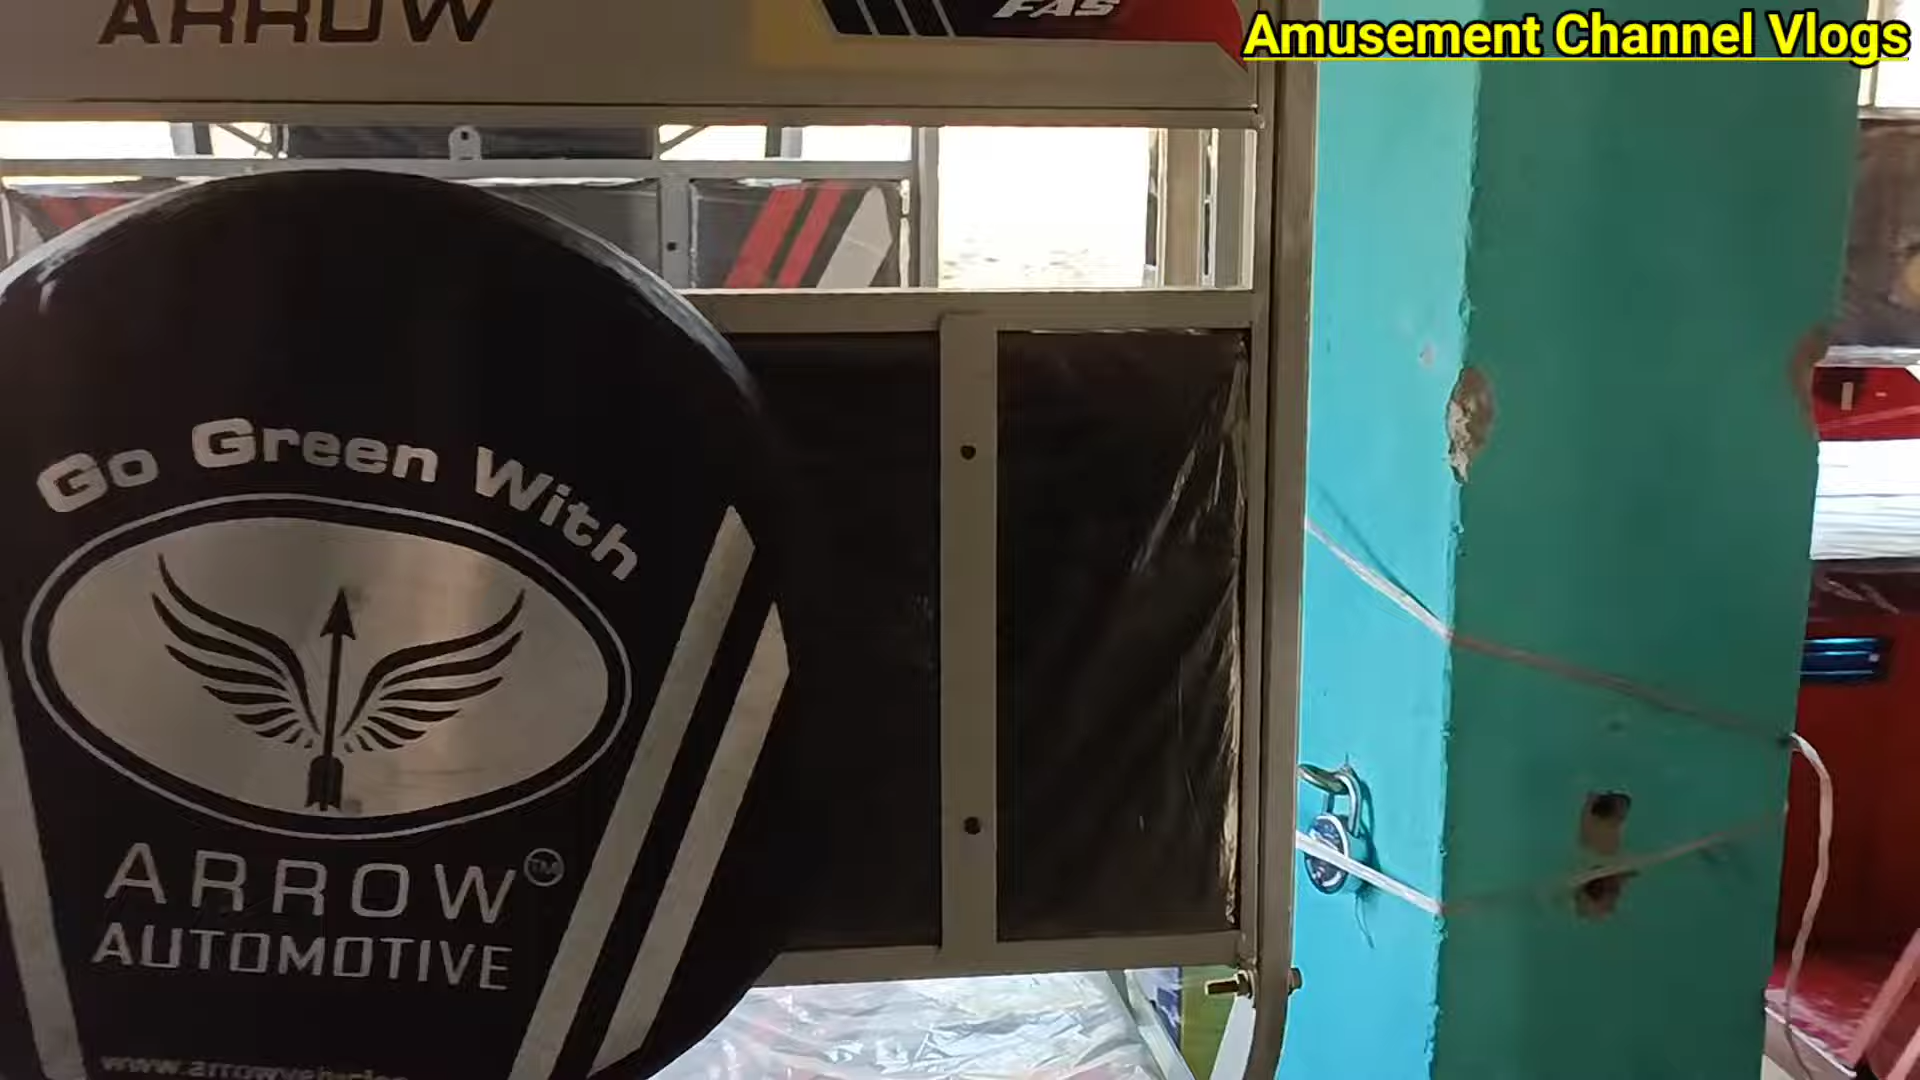 ARROW
FAS
Amusement Channel Vlogs
Go Green With
ARROW™
AUTOMOTIVE